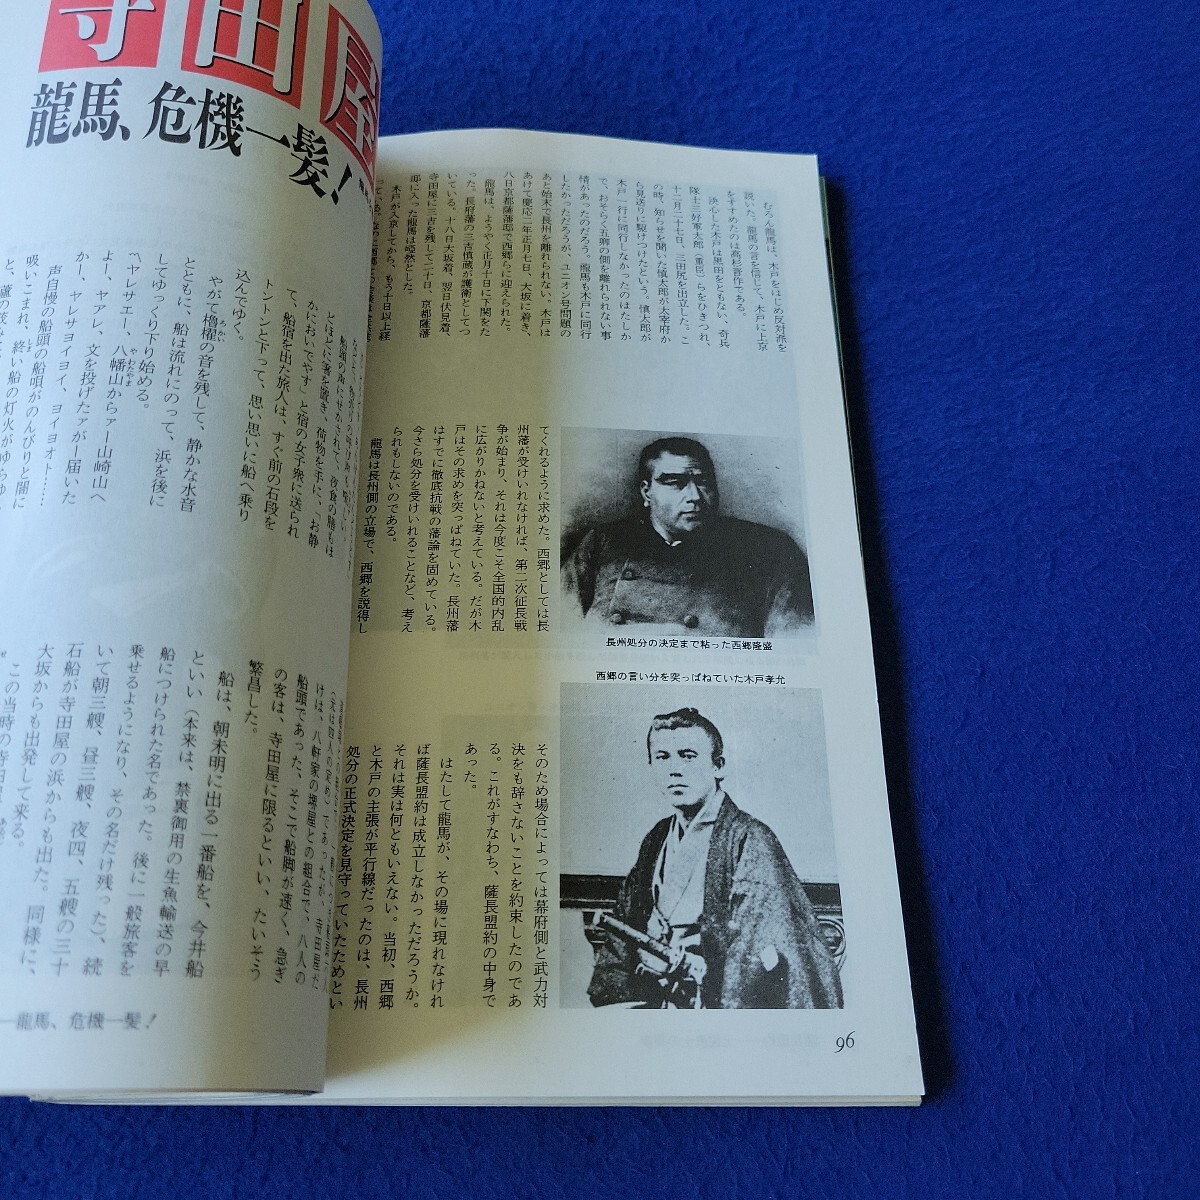 むろん龍馬は、木戸をはじめ反対派を
説いた。龍馬の言を信じて、木戸に上京
をすすめたのは高杉晋作である。
決心した木戸は黒田をともない、奇兵
隊士三好軍太郎（重臣）らをひきつれ、
十二月二十七日、三田尻を出立した。こ
の時、知らせを聞いた慎太郎が太宰府か
ら見送りに駆けつけたという。慎太郎が
木戸一行に同行しなかったのはたしか
で、おそらく五卿の側を離れられない事
情があったのだろう。龍馬も木戸に同行
したかっただろうが、ユニオン号問題の
あと始末で長州を離れられない。木戸は
あけて慶応二年正月七日、大坂に着き、
八日京都薩藩邸で西郷らに迎えられた。
龍馬は、ようやく正月十日に下関をた
った。長府藩の三吉慎蔵が護衛としてつ
いている。十八日大坂着、翌日伏見着、
寺田屋に三吉を残して二十日、京都薩藩
邸に入った龍馬は啞然とした。
木戸が入京してから、もう十日以上経
てくれるように求めた。西郷としては長
州藩が受けいれなければ、第二次征長戦
争が始まり、それは今度こそ全国的内乱
に広がりかねないと考えている。だが木
戸はその求めを突っぱねていた。長州藩
はすでに徹底抗戦の藩論を固めている。
今さら処分を受けいれることなど、考え
られもしないのである。
龍馬は長州側の立場で、西郷を説得し
長州処分の決定まで粘った西郷隆盛
西郷の言い分を突っぱねていた木戸孝允
そのため場合によっては幕府側と武力対
決をも辞さないことを約束したのであ
る。これがすなわち、薩長盟約の中身で
あった。
はたして龍馬が、その場に現れなけれ
ば薩長盟約は成立しなかっただろうか。
それは実は何ともいえない。当初、西郷
と木戸の主張が平行線だったのは、長州
処分の正式決定を見守っていたためとい
96
寺田屋
龍馬、危機一髪！
船頭の声にせかされて、夕食の膳もは
とほどに箸を置き、荷物を手に、「お静
かにおいでやす」と宿の女子衆に送られ
て、船宿を出た旅人は、すぐ前の石段を
トントンと下って、思い思いに船へ乗り
込んでゆく。
やがて櫓櫂の音を残して、静かな水音
とともに、船は流れにのって、浜を後に
してゆっくり下り始める。
ヘヤレサエー、八幡山からァー山崎山へ
よー、ヤアレ、文を投げたァがー届いた
かー、ヤレサヨイヨイ、ヨイヨオト……
声自慢の船頭の船唄がのんびりと闇に
吸いこまれ、終い船の灯火がゆらゆ
けは、八軒家の堺屋との組合で、八人の
船頭であった。そこで船脚が速く、急ぎ
の客は、寺田屋に限るといい、たいそう
繁昌した。
船は、朝未明に出る一番船を、今井船
といい（本来は、禁裏御用の生魚輸送の早
船につけられた名であった。後に一般旅客を
乗せるようになり、その名だけ残った）、続
いて朝三艘、昼三艘、夜四、五艘の三十
石船が寺田屋の浜からも出た。同様に、
大坂からも出発して来る。
この当時の寺田屋
―龍馬、危機一髪！